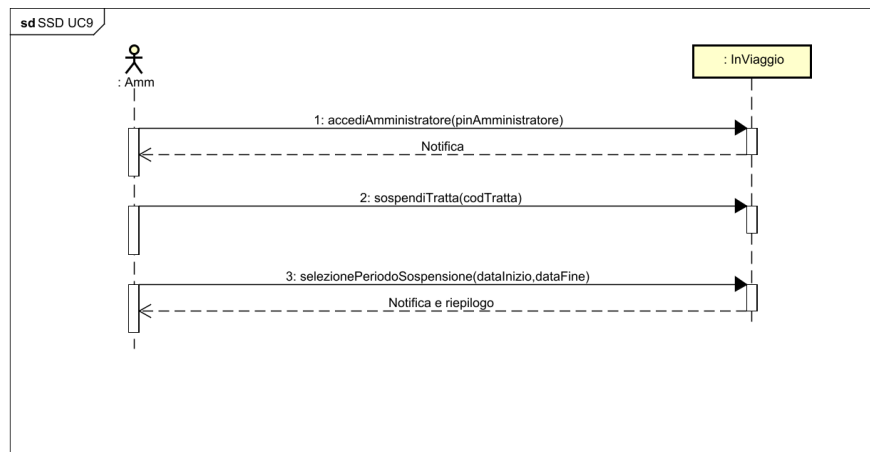 sd SSD UC9
: Amm
: InViaggio
1: accediAmministratore(pinAmministratore)
Notifica
2: sospendiTratta(codTratta)
3: selezionePeriodoSospensione(dataInizio,dataFine)
Notifica e riepilogo